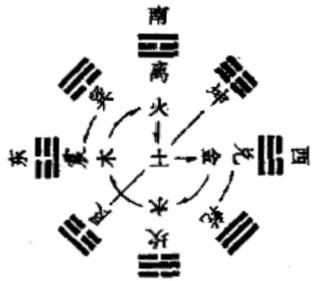 南
离
巽
火
坤
东
震
木
土
金
兑
西
艮
水
乾
坎